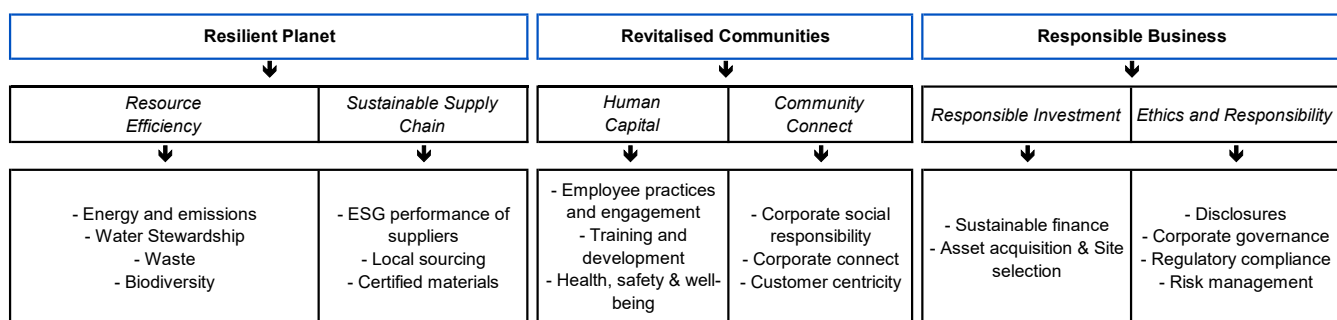 Resilient Planet
Revitalised Communities
Responsible Business
Resource
Efficiency
Sustainable Supply
Chain
Human
Capital
Community
Connect
Responsible Investment
Ethics and Responsibility
- Energy and emissions
- Water Stewardship
- Waste
- Biodiversity
- ESG performance of
suppliers
- Local sourcing
- Certified materials
- Employee practices
and engagement
- Training and
development
- Health, safety & well-
being
- Corporate social
responsibility
- Corporate connect
- Customer centricity
- Sustainable finance
- Asset acquisition & Site
selection
- Disclosures
- Corporate governance
- Regulatory compliance
- Risk management